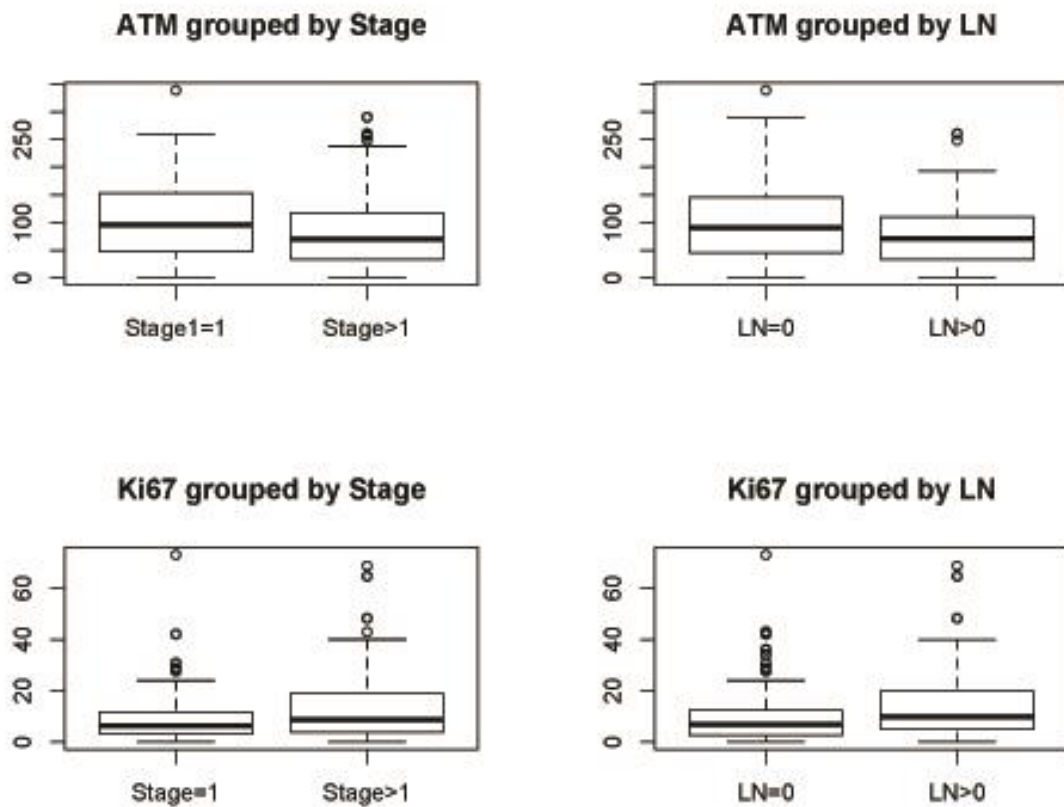 ATM grouped by Stage
250
100
0
Stage1=1 Stage>1
ATM grouped by LN
250
100
0
LN=0 LN>0
Ki67 grouped by Stage
60
40
20
0
Stage=1 Stage>1
Ki67 grouped by LN
60
40
20
0
LN=0 LN>0